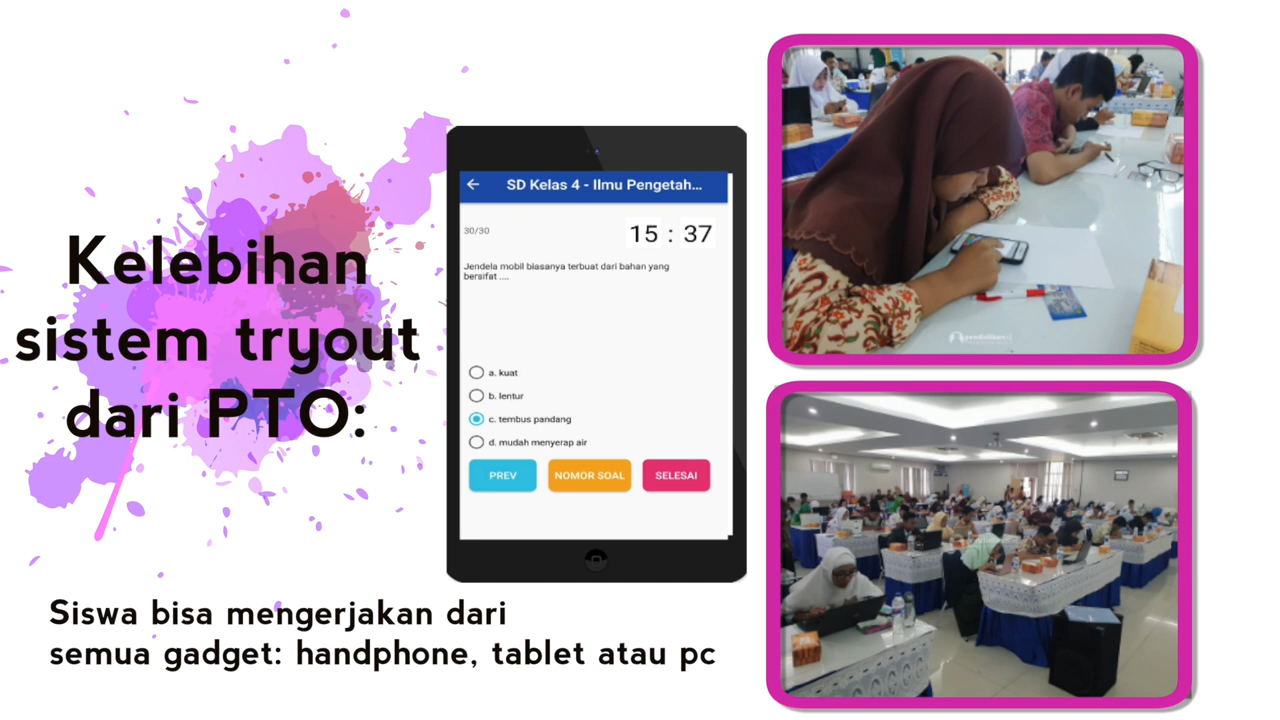 Kelebihan
sistem tryout
dari PTO:
SD Kelas 4 - Ilmu Pengetah...
30/30
15 : 37
Jendela mobil biasanya terbuat dari bahan yang
bersifat ....
a. kuat
b. lentur
c. tembus pandang
d. mudah menyerap air
PREV
NOMOR SOAL
SELESAI
Siswa bisa mengerjakan dari
semua gadget: handphone, tablet atau pc